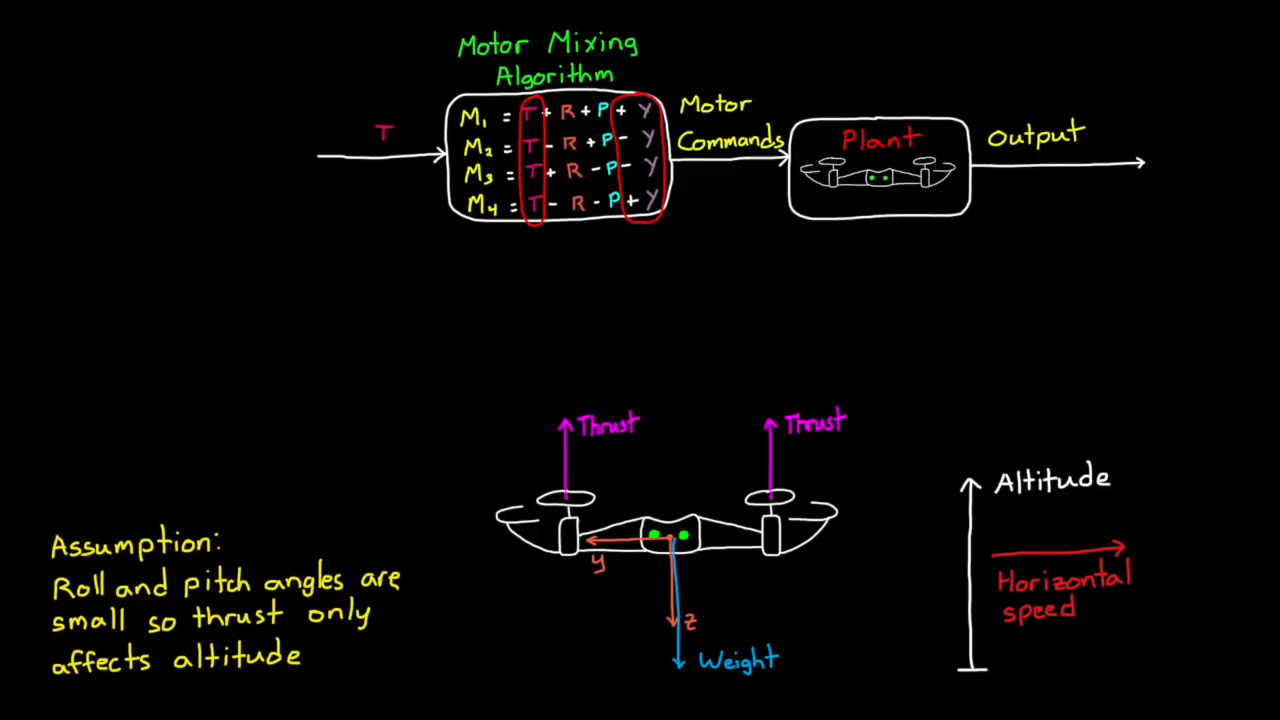 Motor Mixing
Algorithm
T
M₁ = T + R + P + Y
M₂ = T - R + P - Y
M₃ = T + R - P - Y
M₄ = T - R - P + Y
Motor
Commands
Plant
Output
Thrust
Thrust
y
z
Weight
Altitude
Horizontal
speed
Assumption:
Roll and pitch angles are
small so thrust only
affects altitude